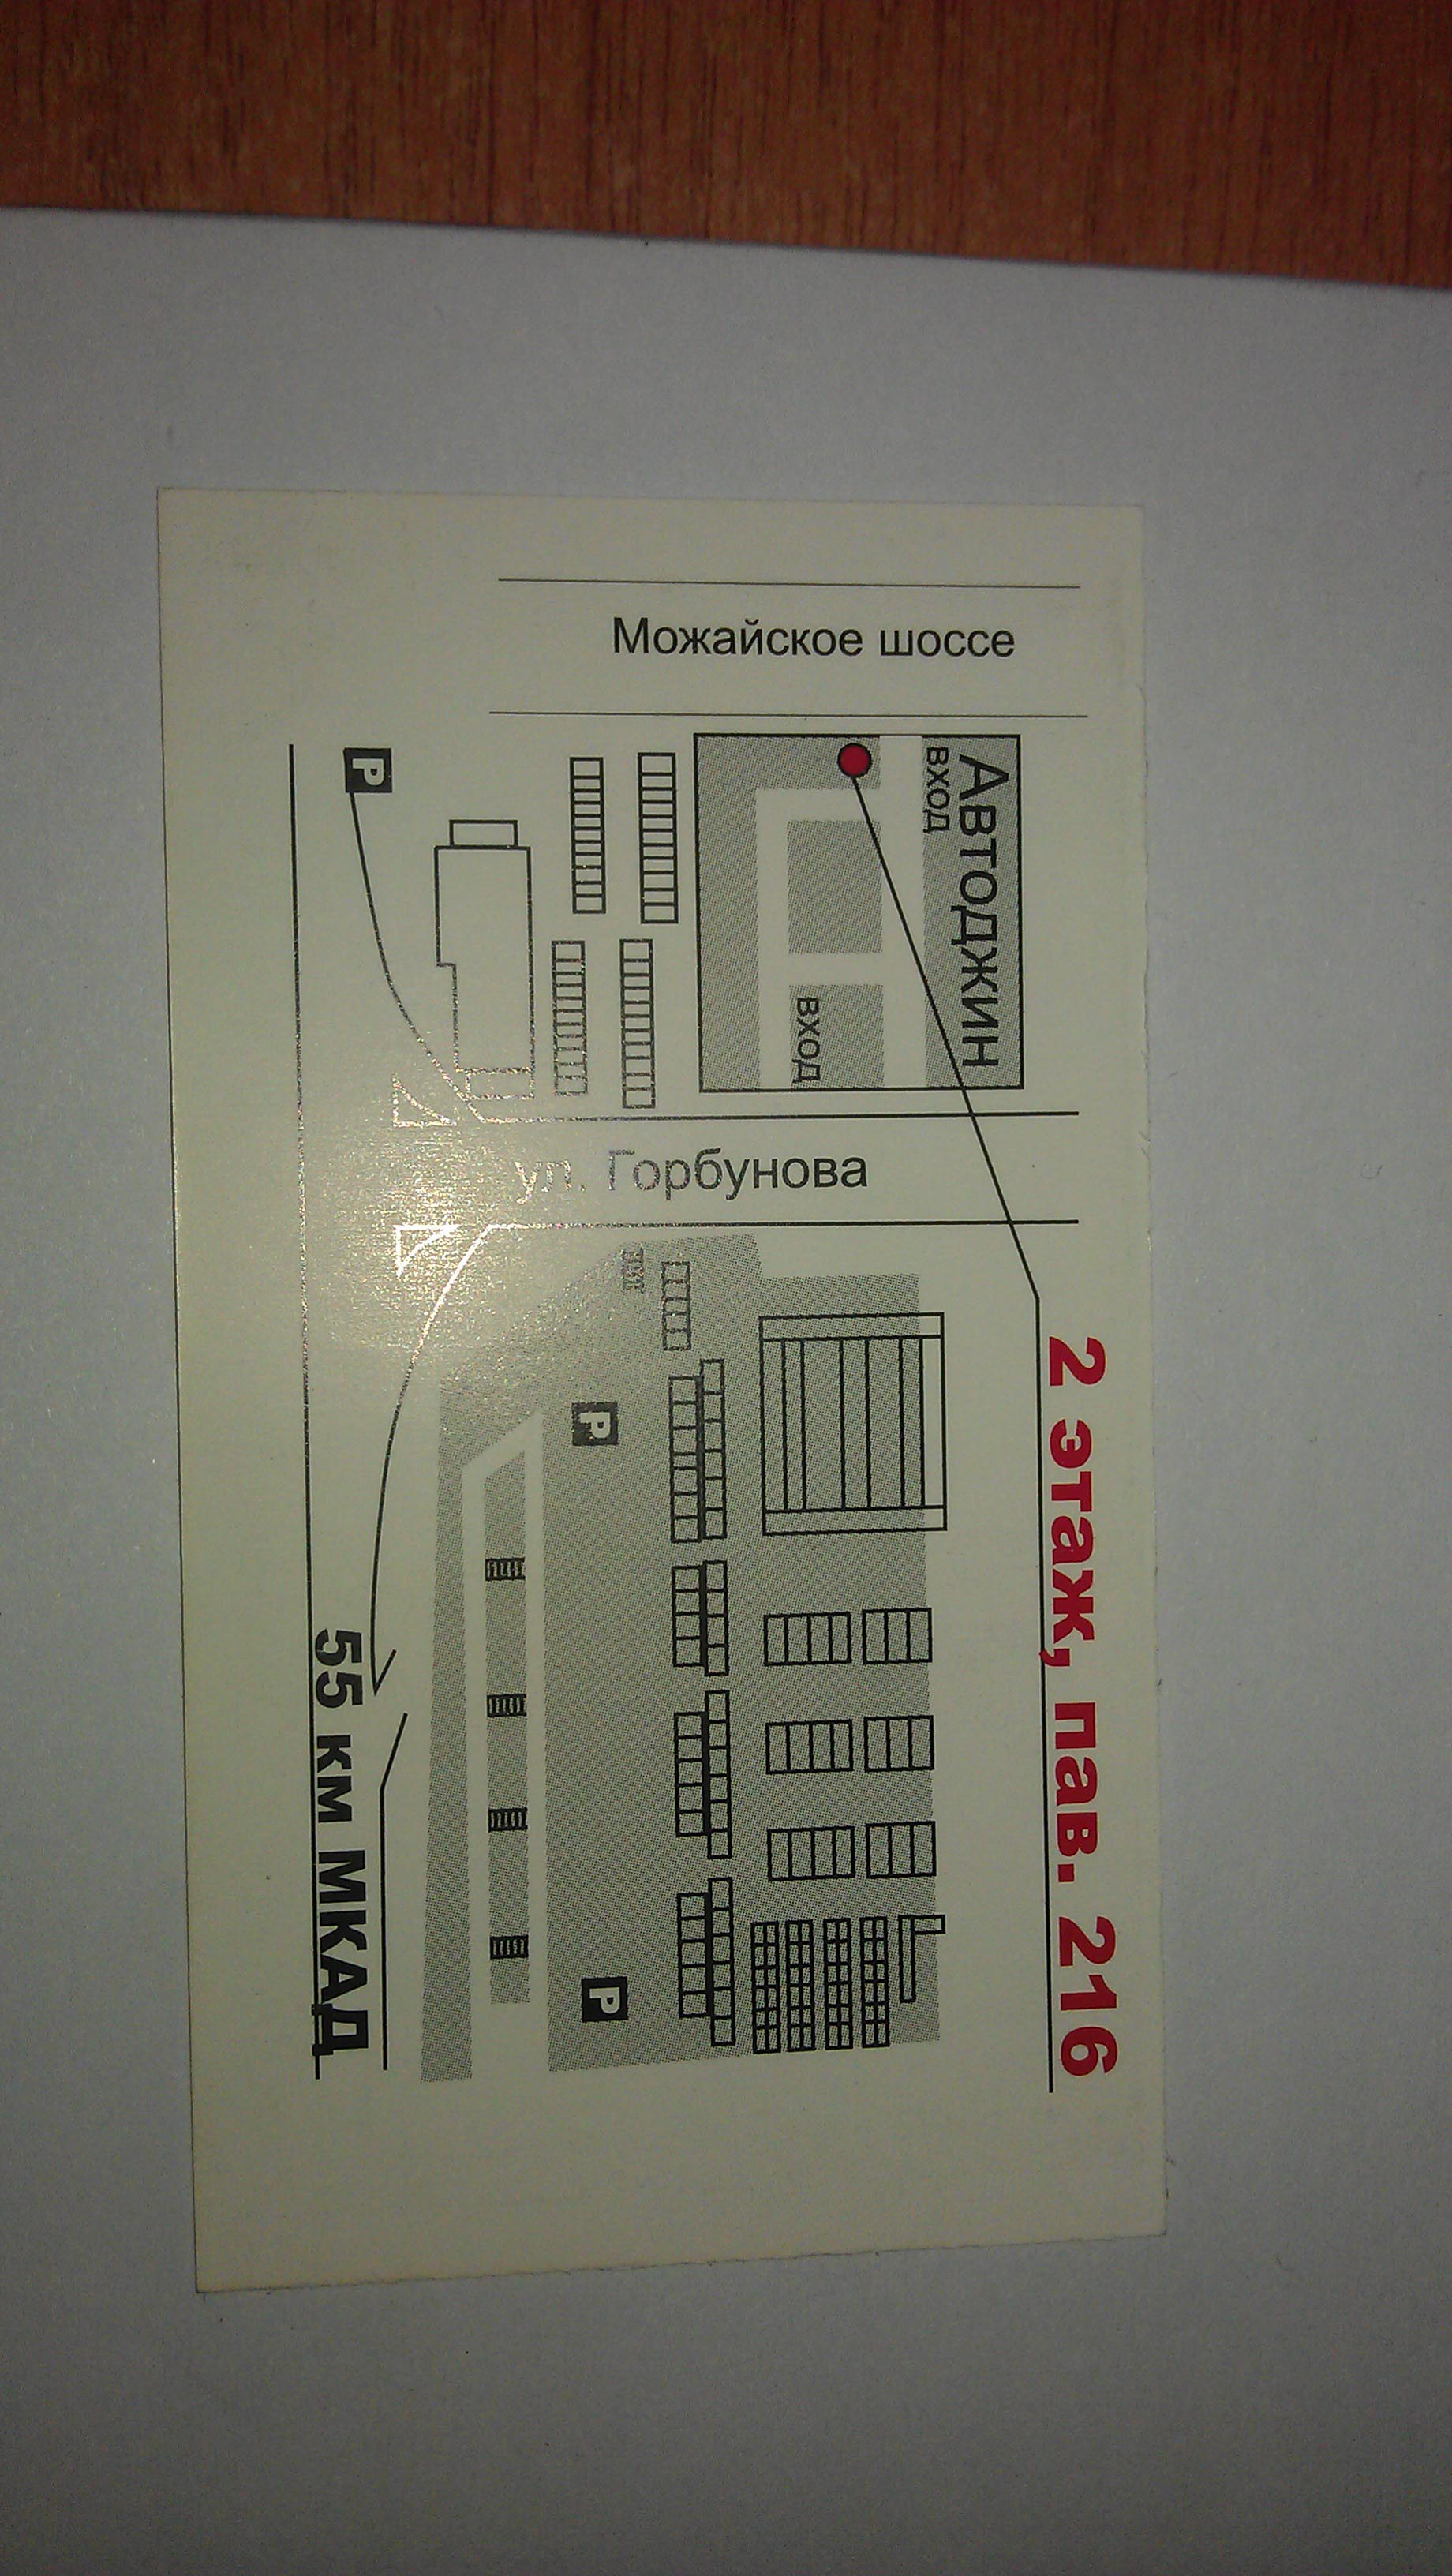 2 этаж, пав. 216
Автоджин
вход
вход
Можайское шоссе
ул. Горбунова
P
P
P
55 км МКАД